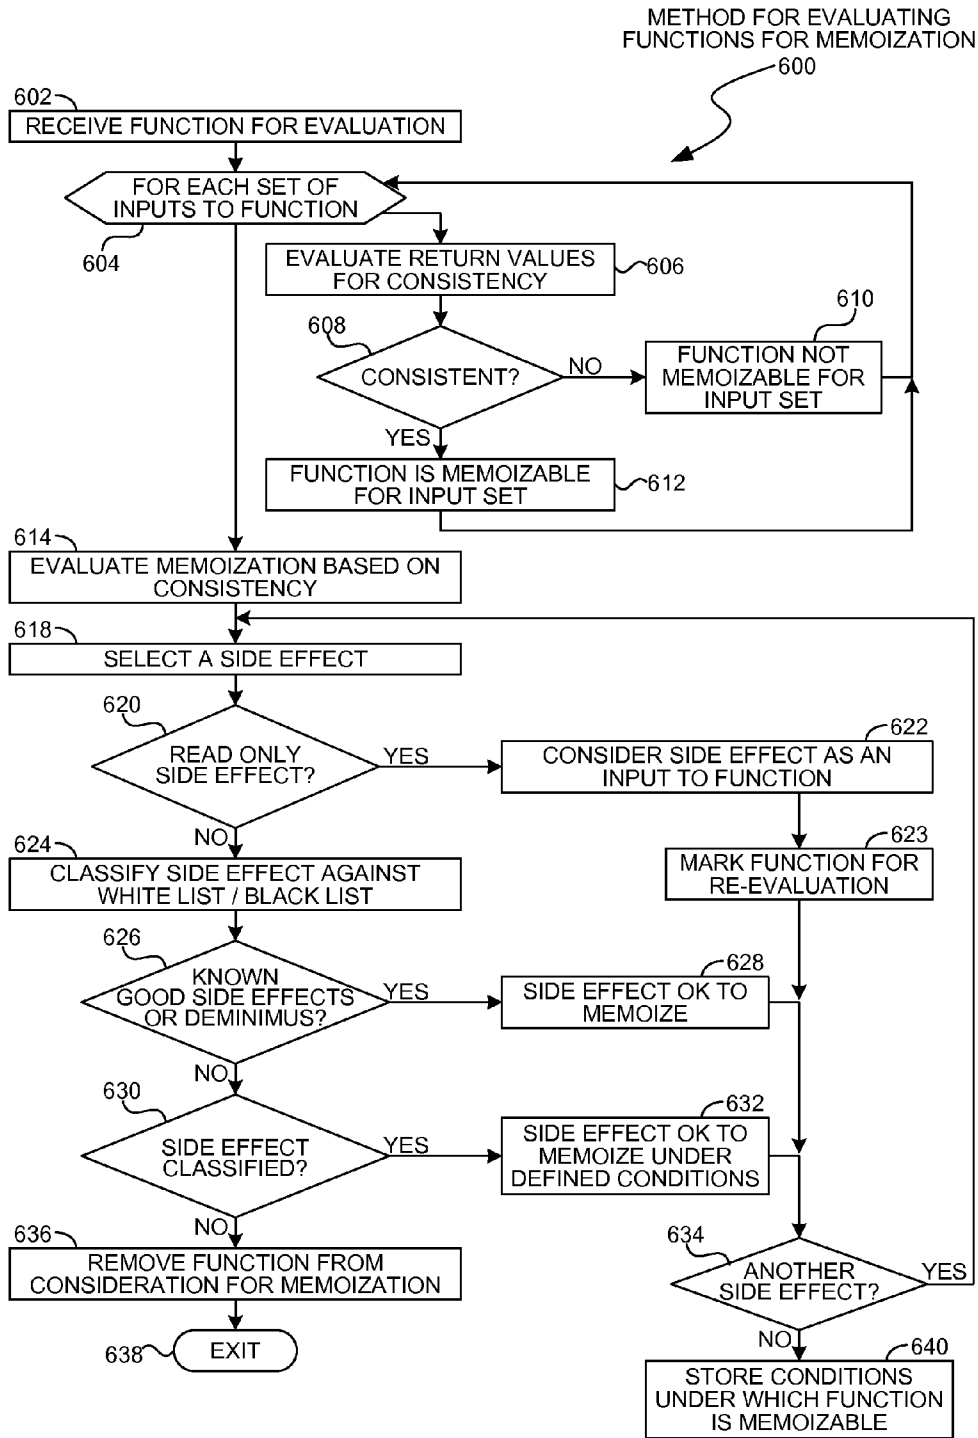 METHOD FOR EVALUATING
FUNCTIONS FOR MEMOIZATION
600
602
RECEIVE FUNCTION FOR EVALUATION
FOR EACH SET OF
INPUTS TO FUNCTION
604
EVALUATE RETURN VALUES
FOR CONSISTENCY
606
608
CONSISTENT?
NO
610
FUNCTION NOT
MEMOIZABLE FOR
INPUT SET
YES
FUNCTION IS MEMOIZABLE
FOR INPUT SET
612
614
EVALUATE MEMOIZATION BASED ON
CONSISTENCY
618
SELECT A SIDE EFFECT
620
READ ONLY
SIDE EFFECT?
YES
622
CONSIDER SIDE EFFECT AS AN
INPUT TO FUNCTION
NO
623
MARK FUNCTION FOR
RE-EVALUATION
624
CLASSIFY SIDE EFFECT AGAINST
WHITE LIST / BLACK LIST
626
KNOWN
GOOD SIDE EFFECTS
OR DEMINIMUS?
YES
628
SIDE EFFECT OK TO
MEMOIZE
NO
630
SIDE EFFECT
CLASSIFIED?
YES
632
SIDE EFFECT OK TO
MEMOIZE UNDER
DEFINED CONDITIONS
NO
636
REMOVE FUNCTION FROM
CONSIDERATION FOR MEMOIZATION
638
EXIT
634
ANOTHER
SIDE EFFECT?
YES
NO
640
STORE CONDITIONS
UNDER WHICH FUNCTION
IS MEMOIZABLE